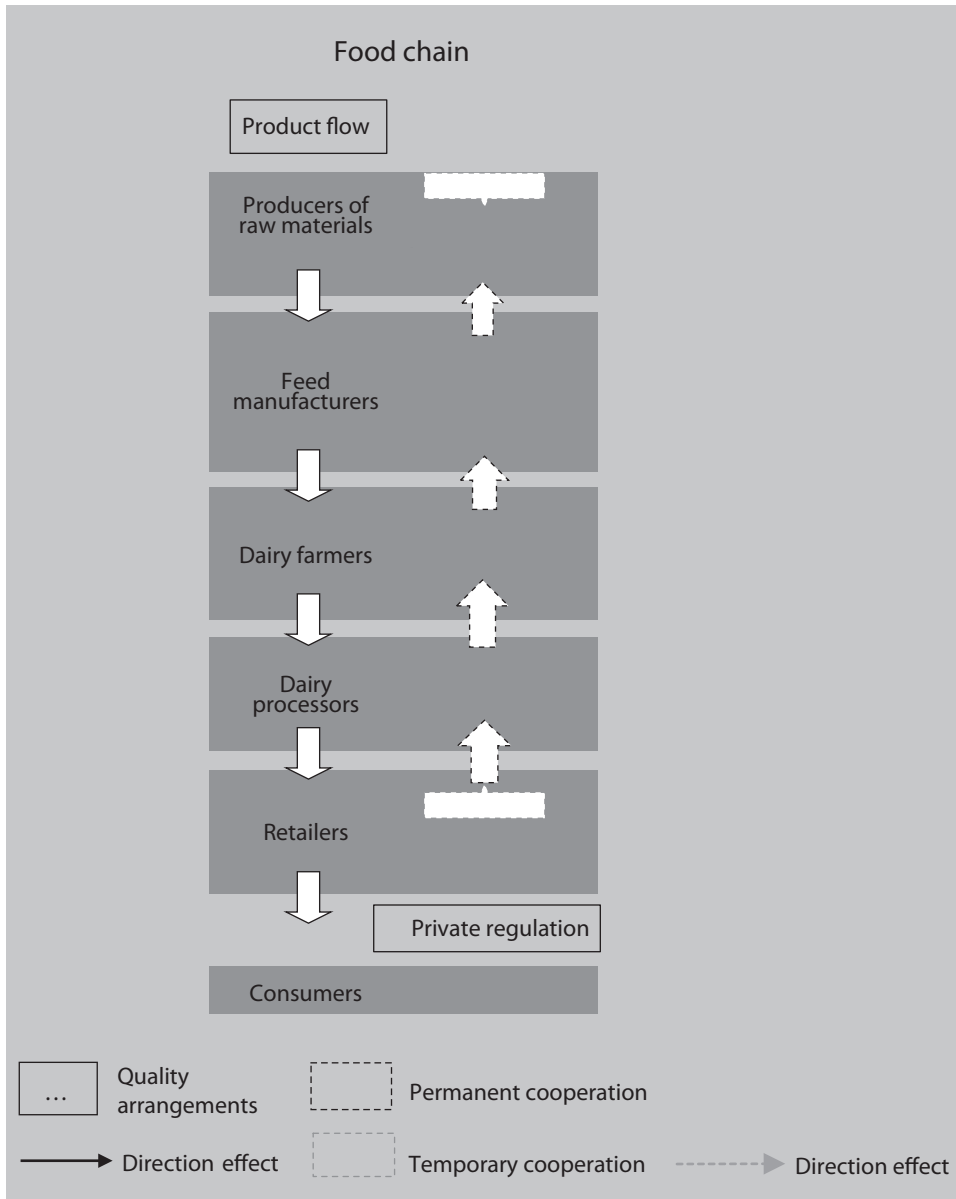 Food chain
Product flow
Producers of
raw materials
Feed
manufacturers
Dairy farmers
Dairy
processors
Retailers
Private regulation
Consumers
...
Quality
arrangements
Permanent cooperation
Direction effect
Temporary cooperation
Direction effect